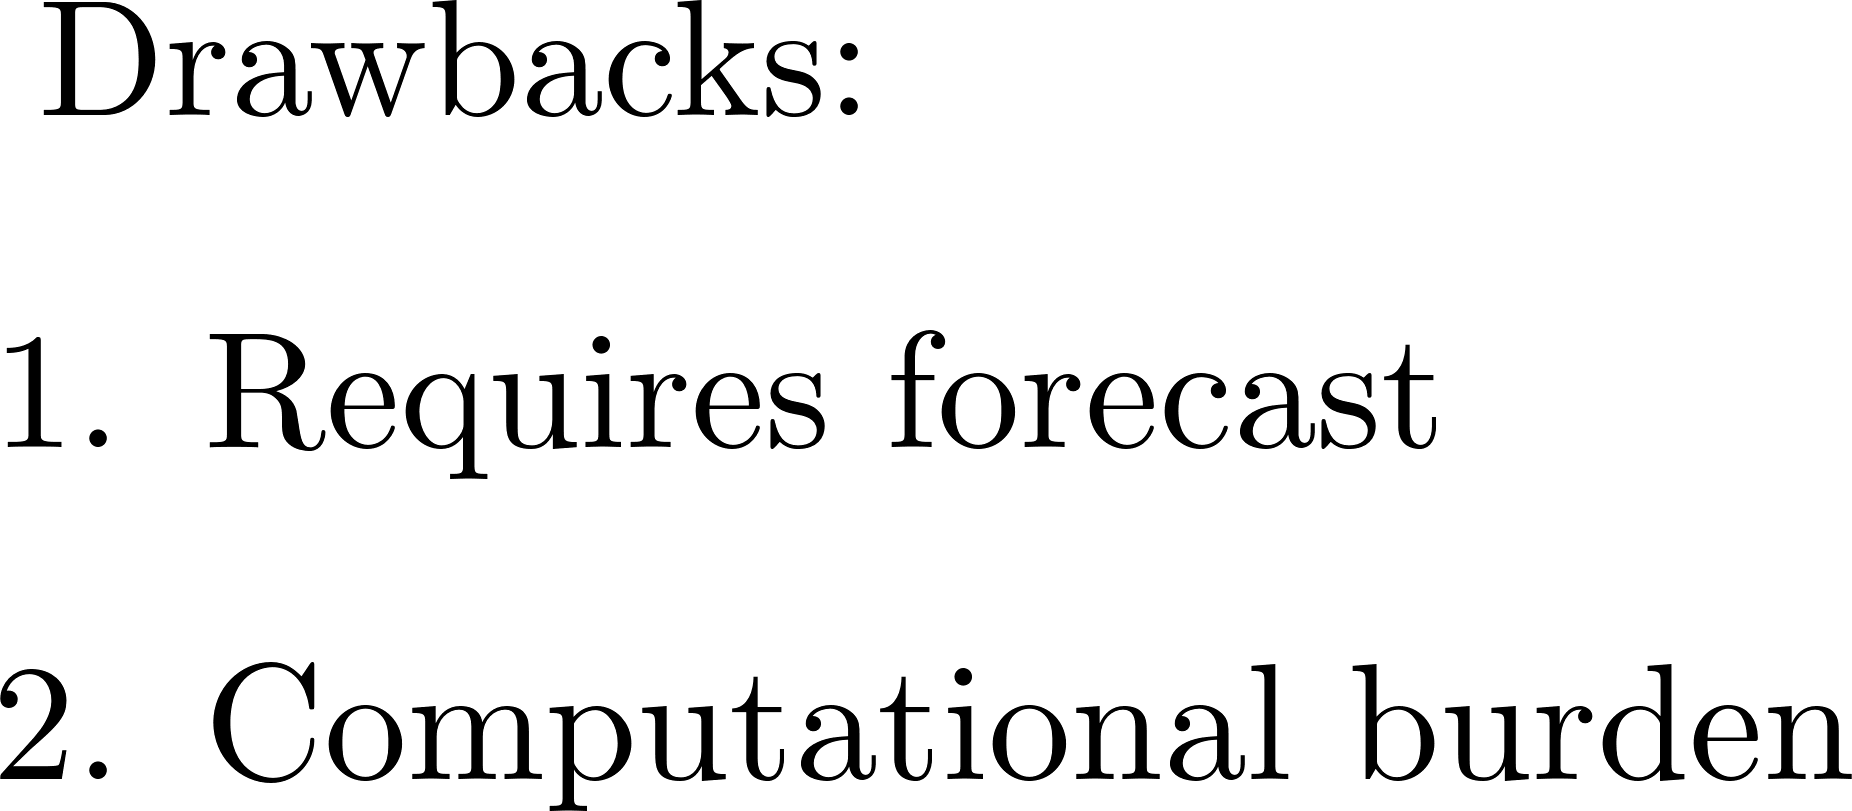 Drawbacks:
1. Requires forecast
2. Computational burden